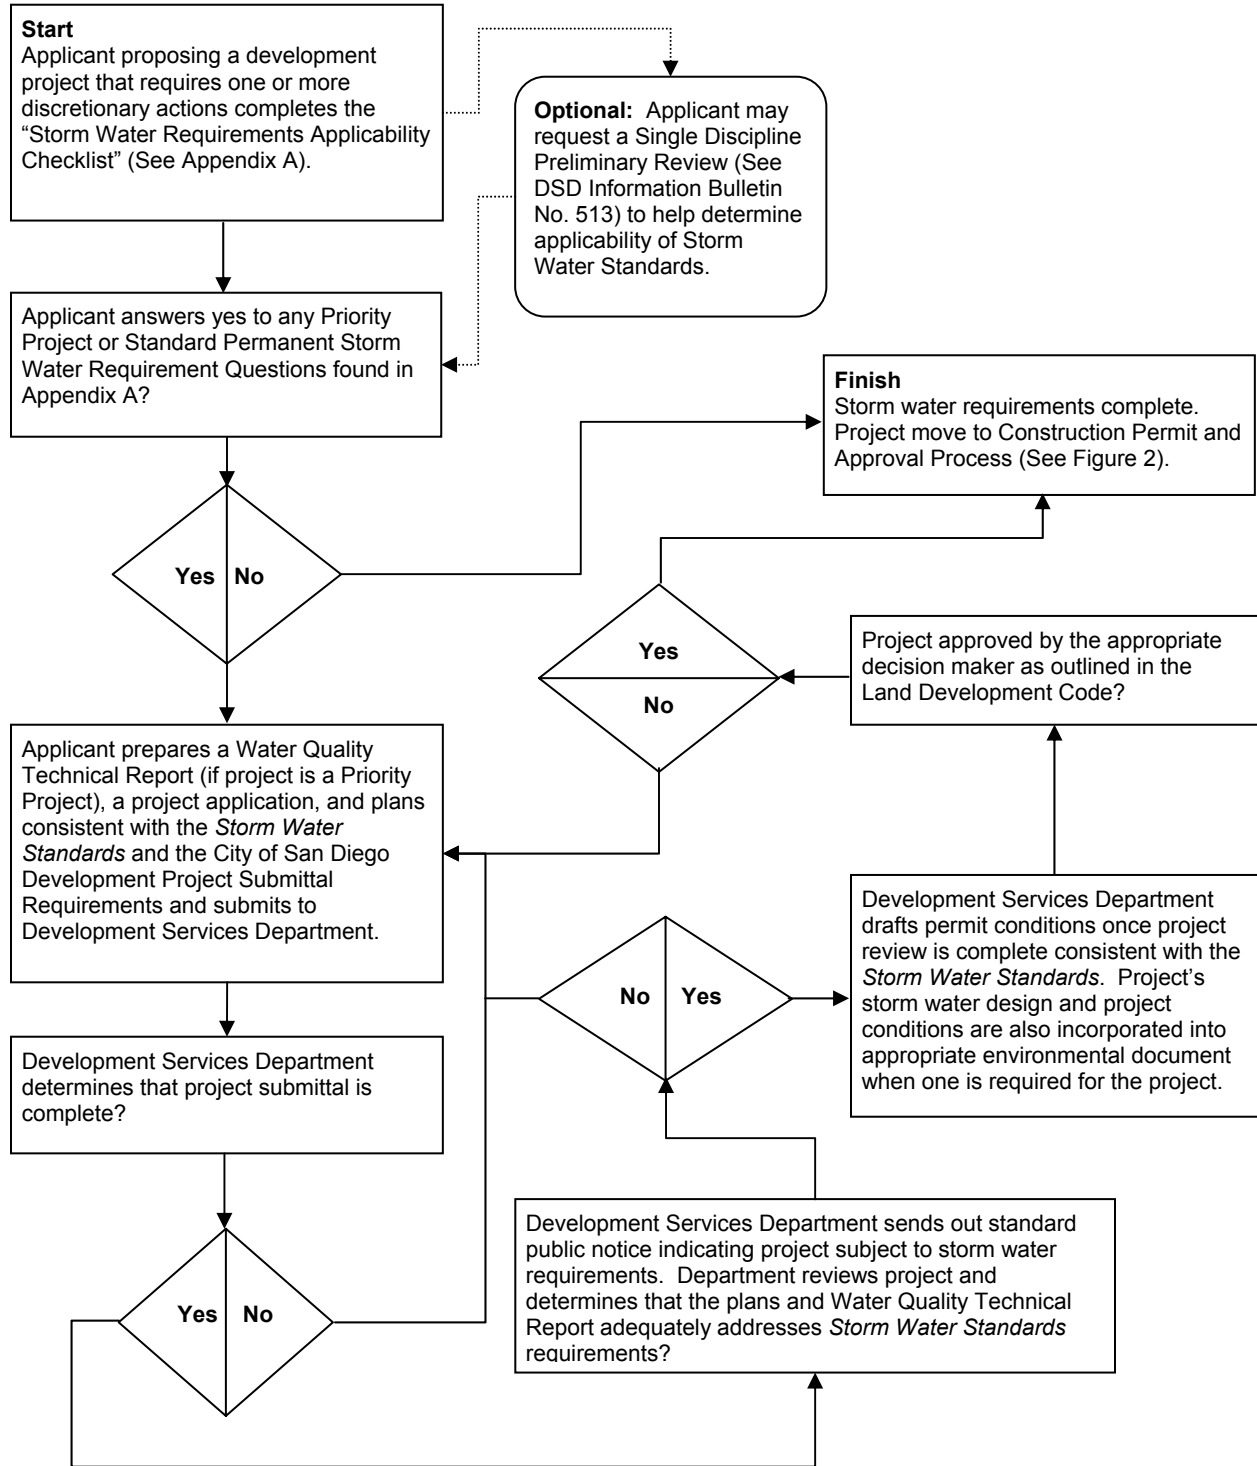 Start
Applicant proposing a development
project that requires one or more
discretionary actions completes the
“Storm Water Requirements Applicability
Checklist” (See Appendix A).
Optional:  Applicant may
request a Single Discipline
Preliminary Review (See
DSD Information Bulletin
No. 513) to help determine
applicability of Storm
Water Standards.
Applicant answers yes to any Priority
Project or Standard Permanent Storm
Water Requirement Questions found in
Appendix A?
Finish
Storm water requirements complete.
Project move to Construction Permit and
Approval Process (See Figure 2).
Yes No
Yes
No
Project approved by the appropriate
decision maker as outlined in the
Land Development Code?
Applicant prepares a Water Quality
Technical Report (if project is a Priority
Project), a project application, and plans
consistent with the Storm Water
Standards and the City of San Diego
Development Project Submittal
Requirements and submits to
Development Services Department.
No Yes
Development Services Department
drafts permit conditions once project
review is complete consistent with the
Storm Water Standards.  Project’s
storm water design and project
conditions are also incorporated into
appropriate environmental document
when one is required for the project.
Development Services Department
determines that project submittal is
complete?
Yes No
Development Services Department sends out standard
public notice indicating project subject to storm water
requirements.  Department reviews project and
determines that the plans and Water Quality Technical
Report adequately addresses Storm Water Standards
requirements?